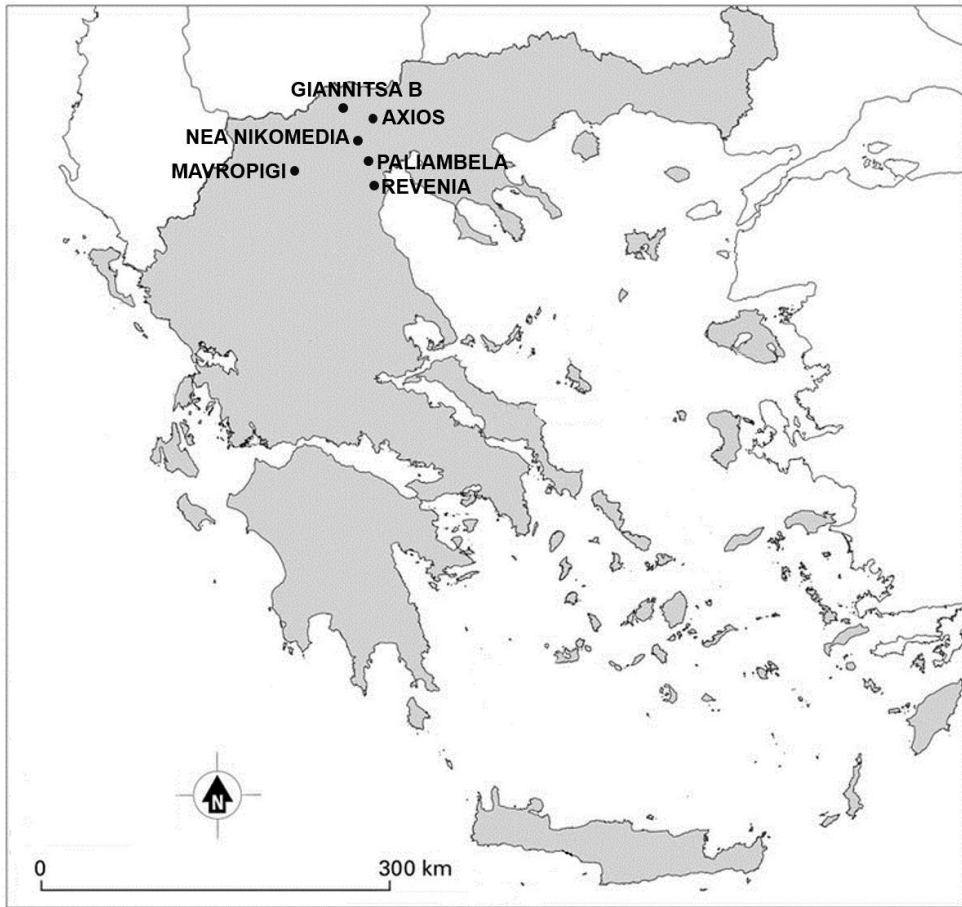 GIANNITSA B
AXIOS
NEA NIKOMEDIA
PALIAMBELA
MAVROPIGI
REVENIA
N
0 300 km